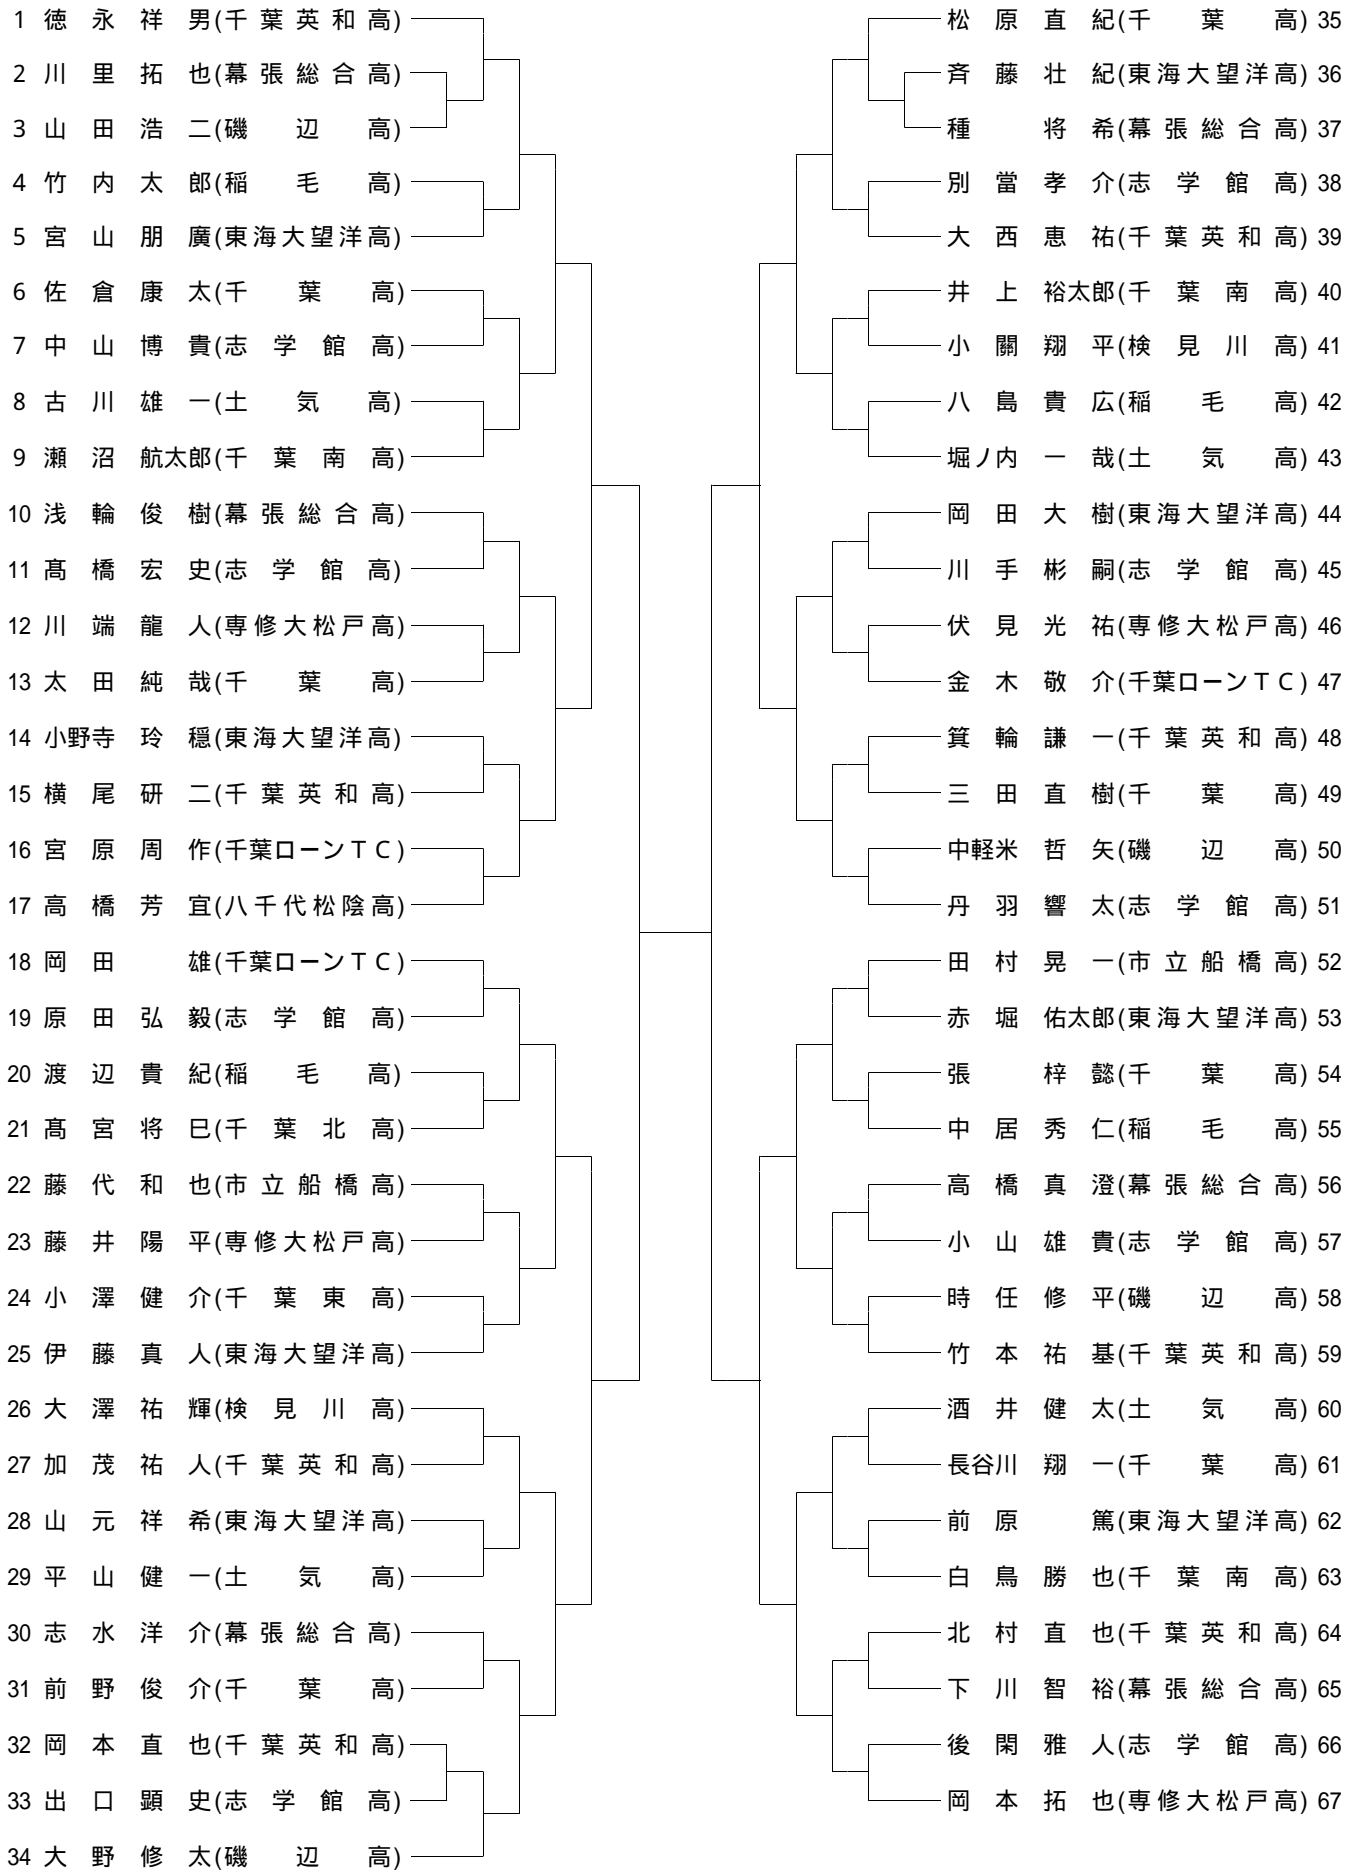 1 徳永祥男(千葉英和高)
2 川里拓也(幕張総合高)
3 山田浩二(磯辺高)
4 竹内太郎(稲毛高)
5 宮山朋廣(東海大望洋高)
6 佐倉康太(千葉高)
7 中山博貴(志学館高)
8 古川雄一(土気高)
9 瀬沼航太郎(千葉南高)
10 浅輪俊樹(幕張総合高)
11 髙橋宏史(志学館高)
12 川端龍人(専修大松戸高)
13 太田純哉(千葉高)
14 小野寺玲穏(東海大望洋高)
15 横尾研二(千葉英和高)
16 宮原周作(千葉ローンTC)
17 高橋芳宜(八千代松陰高)
18 岡田雄(千葉ローンTC)
19 原田弘毅(志学館高)
20 渡辺貴紀(稲毛高)
21 髙宮将巳(千葉北高)
22 藤代和也(市立船橋高)
23 藤井陽平(専修大松戸高)
24 小澤健介(千葉東高)
25 伊藤真人(東海大望洋高)
26 大澤祐輝(検見川高)
27 加茂祐人(千葉英和高)
28 山元祥希(東海大望洋高)
29 平山健一(土気高)
30 志水洋介(幕張総合高)
31 前野俊介(千葉高)
32 岡本直也(千葉英和高)
33 出口顕史(志学館高)
34 大野修太(磯辺高)
松原直紀(千葉高) 35
斉藤壮紀(東海大望洋高) 36
種将希(幕張総合高) 37
別當孝介(志学館高) 38
大西恵祐(千葉英和高) 39
井上裕太郎(千葉南高) 40
小關翔平(検見川高) 41
八島貴広(稲毛高) 42
堀ノ内一哉(土気高) 43
岡田大樹(東海大望洋高) 44
川手彬嗣(志学館高) 45
伏見光祐(専修大松戸高) 46
金木敬介(千葉ローンTC) 47
箕輪謙一(千葉英和高) 48
三田直樹(千葉高) 49
中軽米哲矢(磯辺高) 50
丹羽響太(志学館高) 51
田村晃一(市立船橋高) 52
赤堀佑太郎(東海大望洋高) 53
張梓懿(千葉高) 54
中居秀仁(稲毛高) 55
高橋真澄(幕張総合高) 56
小山雄貴(志学館高) 57
時任修平(磯辺高) 58
竹本祐基(千葉英和高) 59
酒井健太(土気高) 60
長谷川翔一(千葉高) 61
前原篤(東海大望洋高) 62
白鳥勝也(千葉南高) 63
北村直也(千葉英和高) 64
下川智裕(幕張総合高) 65
後閑雅人(志学館高) 66
岡本拓也(専修大松戸高) 67